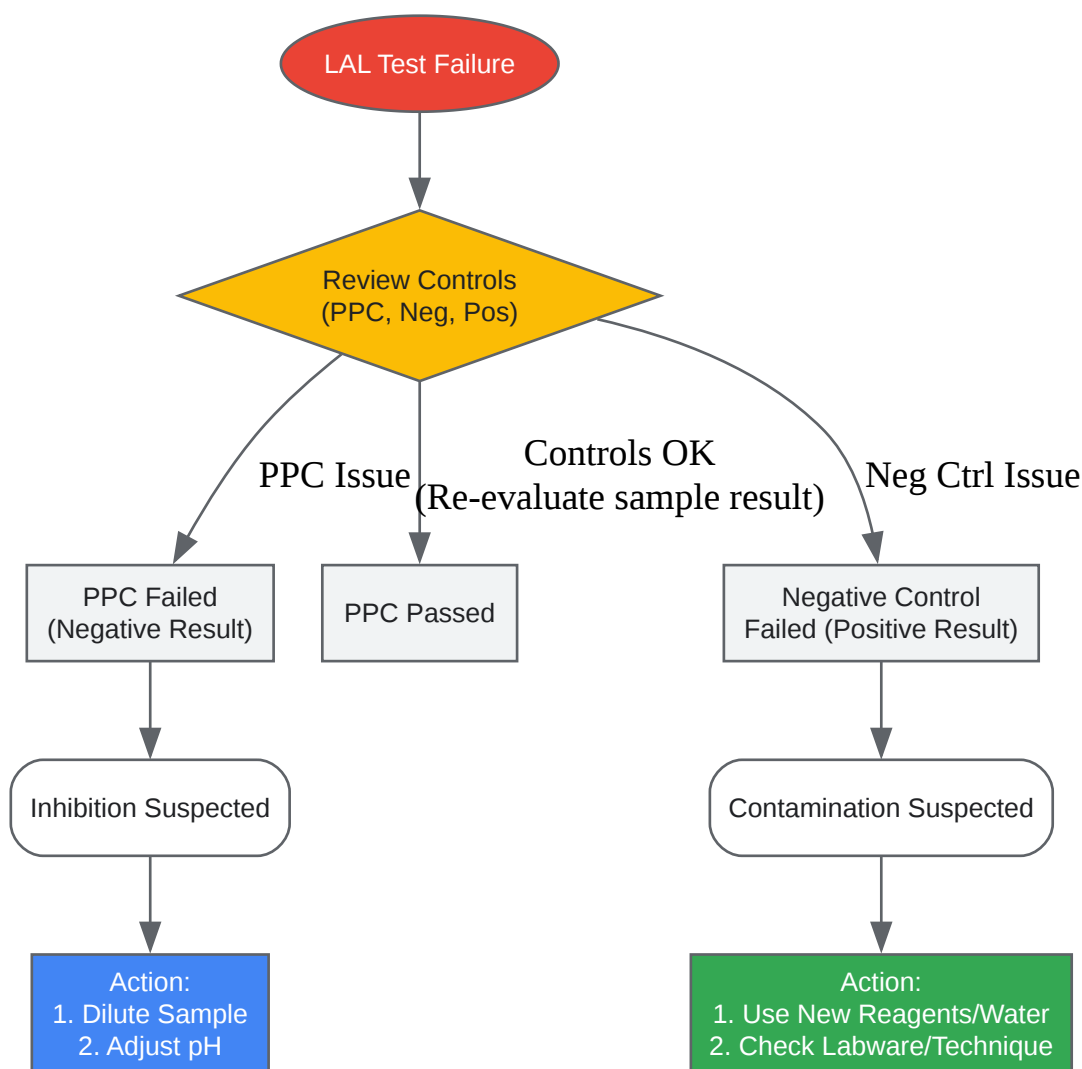 LAL Test Failure
Review Controls
(PPC, Neg, Pos)
PPC Issue
Controls OK
(Re-evaluate sample result)
Neg Ctrl Issue
PPC Failed
(Negative Result)
PPC Passed
Negative Control
Failed (Positive Result)
Inhibition Suspected
Contamination Suspected
Action:
1. Dilute Sample
2. Adjust pH
Action:
1. Use New Reagents/Water
2. Check Labware/Technique